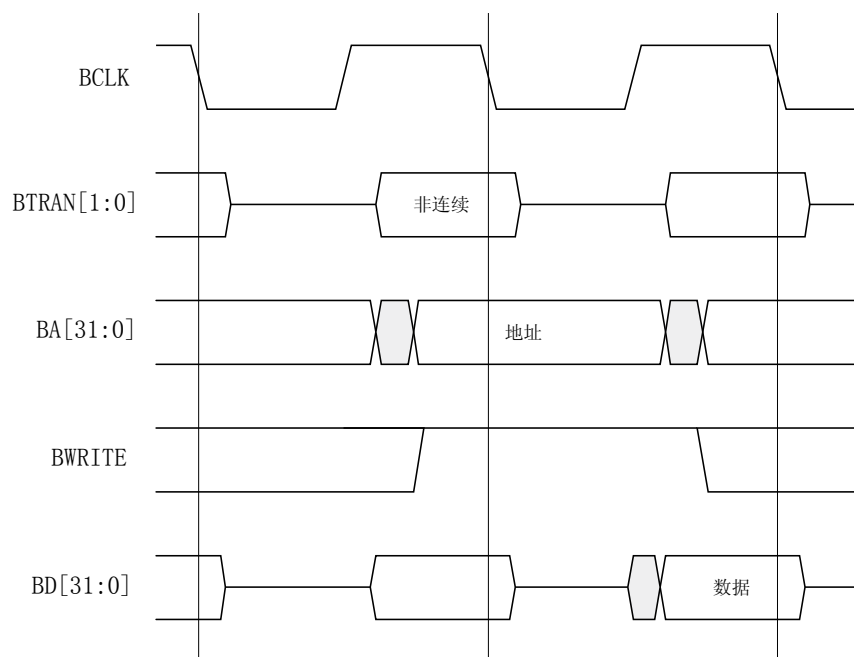 BCLK
BTRAN[1:0]
非连续
BA[31:0]
地址
BWRITE
BD[31:0]
数据